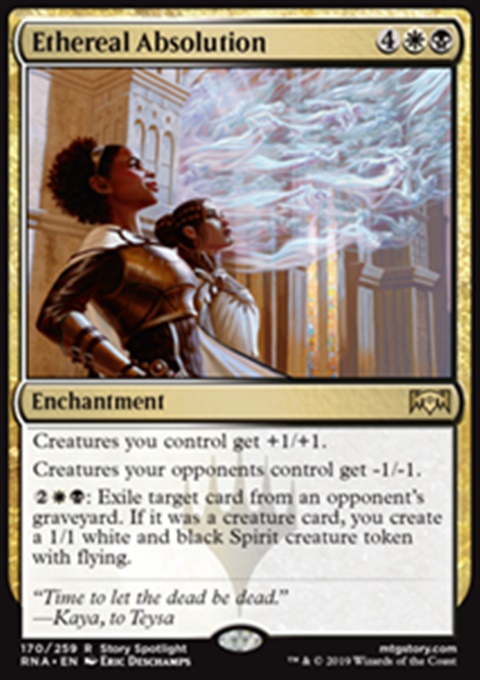 Ethereal Absolution 4
Enchantment
Creatures you control get +1/+1.
Creatures your opponents control get -1/-1.
2: Exile target card from an opponent's
graveyard. If it was a creature card, you create
a 1/1 white and black Spirit creature token
with flying.
"Time to let the dead be dead."
—Kaya, to Teysa
170/259 R Story Spotlight mtgstory.com
RNA • EN Eric Deschamps ™ & © 2019 Wizards of the Coast